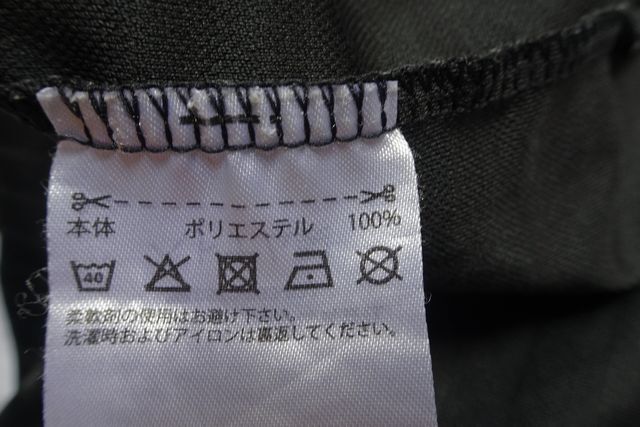 本体 ポリエステル 100%
40
柔軟剤の使用はお避け下さい。
洗濯時およびアイロンは裏返してください。